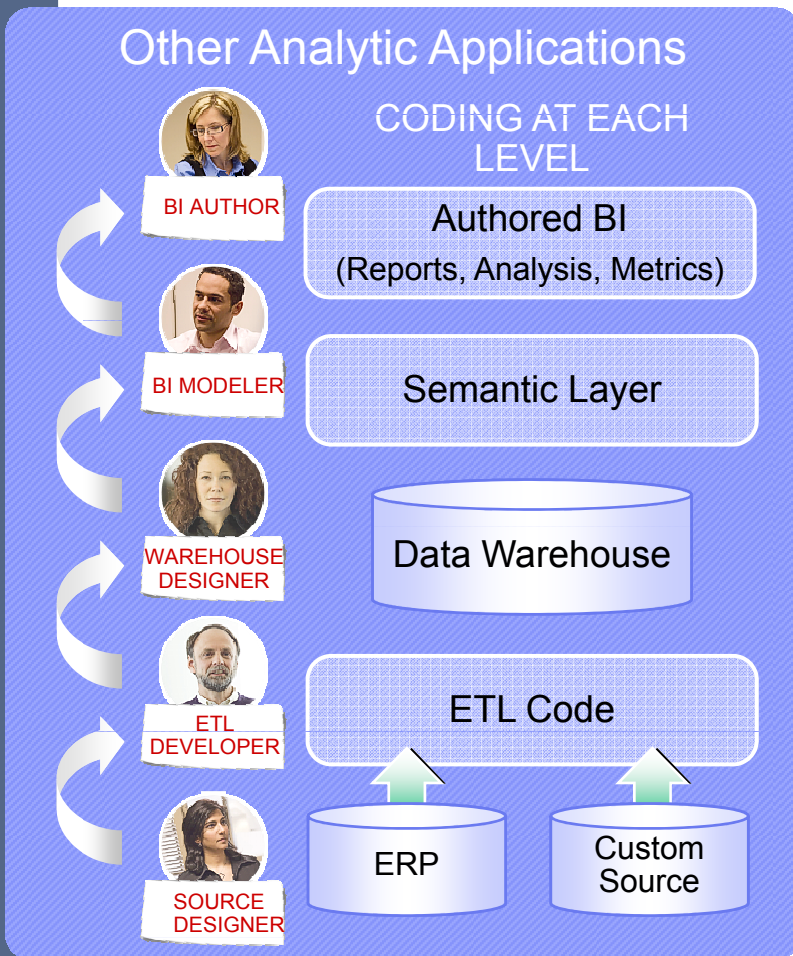 Other Analytic Applications
CODING AT EACH
LEVEL
BI AUTHOR
Authored BI
(Reports, Analysis, Metrics)
BI MODELER
Semantic Layer
WAREHOUSE
DESIGNER
Data Warehouse
ETL
DEVELOPER
ETL Code
SOURCE
DESIGNER
ERP
Custom
Source